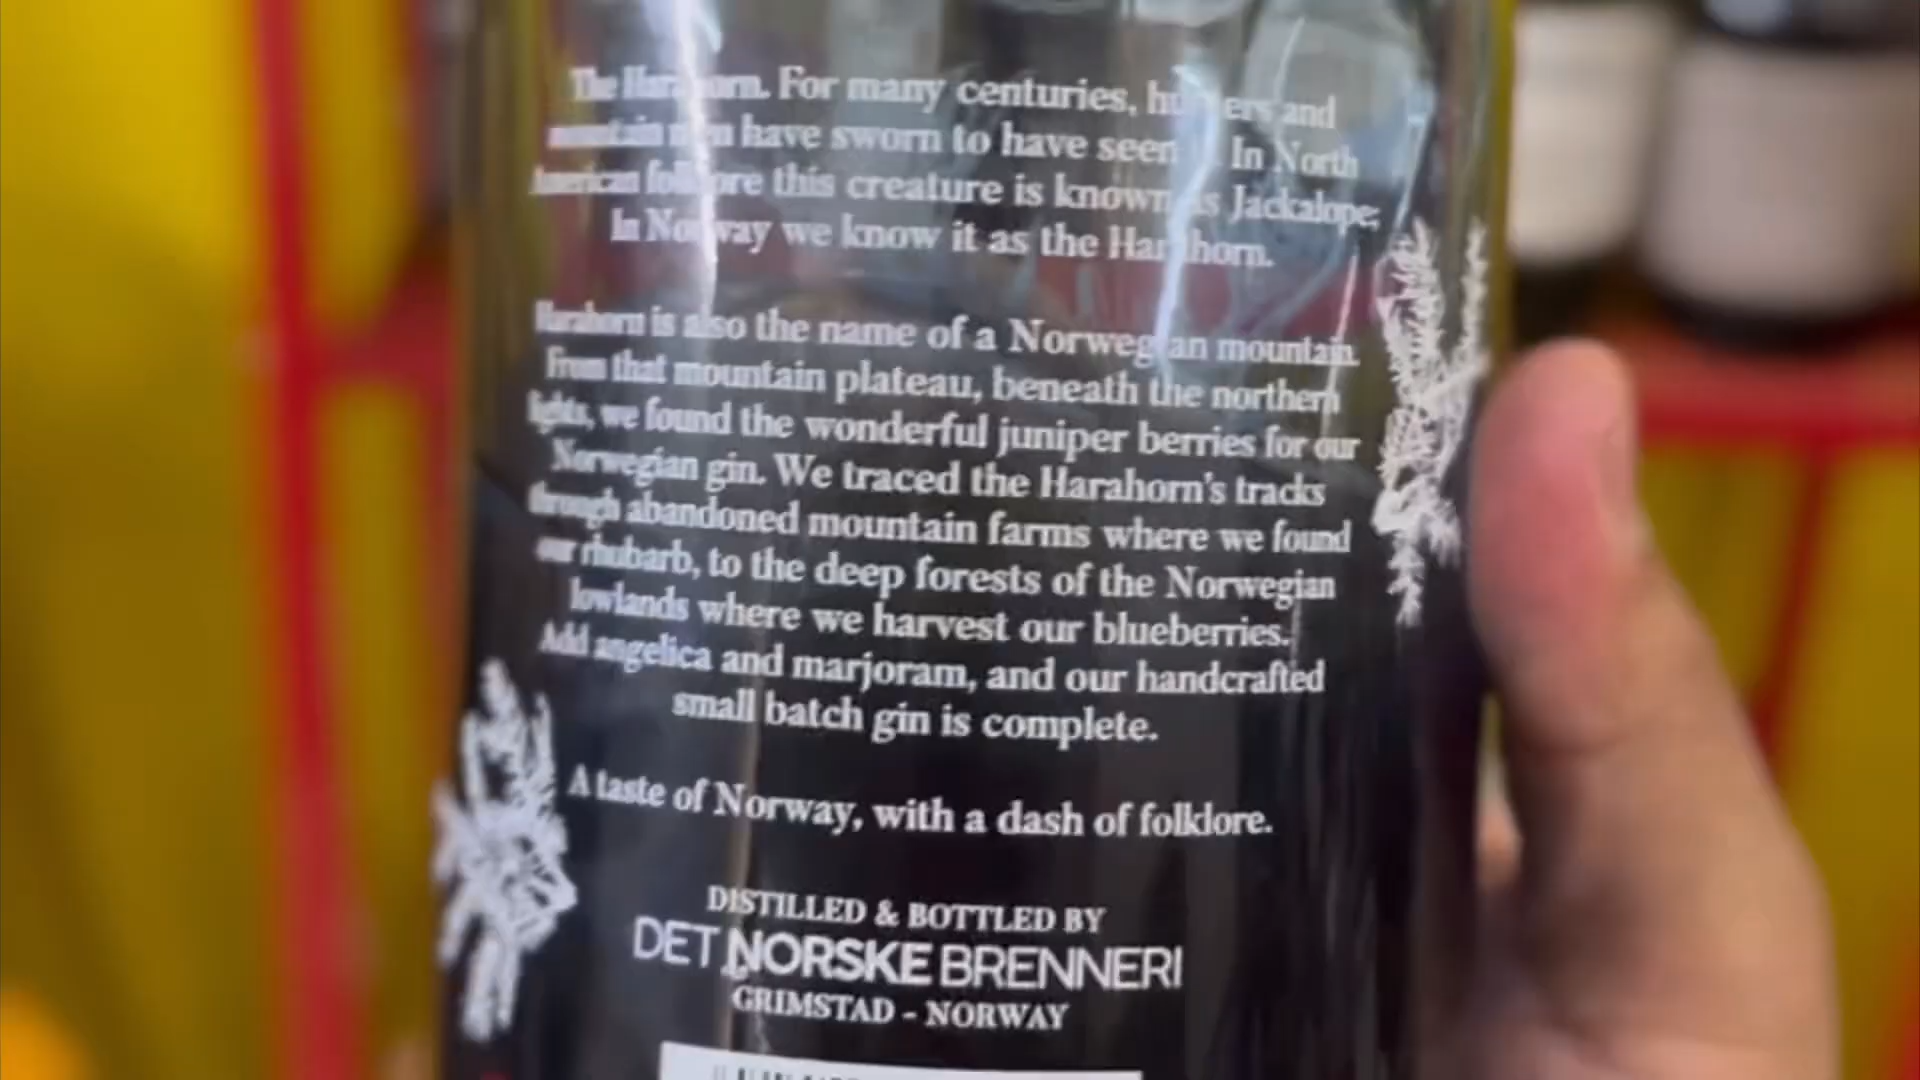 The Harahorn. For many centuries, hunters and
mountain men have sworn to have seen it. In North
American folklore this creature is known as Jackalope;
In Norway we know it as the Harahorn.
Harahorn is also the name of a Norwegian mountain.
From that mountain plateau, beneath the northern
lights, we found the wonderful juniper berries for our
Norwegian gin. We traced the Harahorn's tracks
through abandoned mountain farms where we found
our rhubarb, to the deep forests of the Norwegian
lowlands where we harvest our blueberries.
Add angelica and marjoram, and our handcrafted
small batch gin is complete.
A taste of Norway, with a dash of folklore.
DISTILLED & BOTTLED BY
DET NORSKE BRENNERI
GRIMSTAD - NORWAY